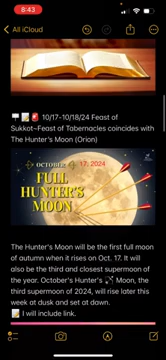 8:43
All iCloud
10/17-10/18/24 Feast of
Sukkot~Feast of Tabernacles coincides with
The Hunter's Moon (Orion)
OCTOBER 17, 2024
FULL
HUNTER'S
MOON
The Hunter's Moon will be the first full moon
of autumn when it rises on Oct. 17. It will
also be the third and closest supermoon of
the year. October's Hunter's 🏹 Moon, the
third supermoon of 2024, will rise later this
week at dusk and set at dawn.
📝 I will include link.